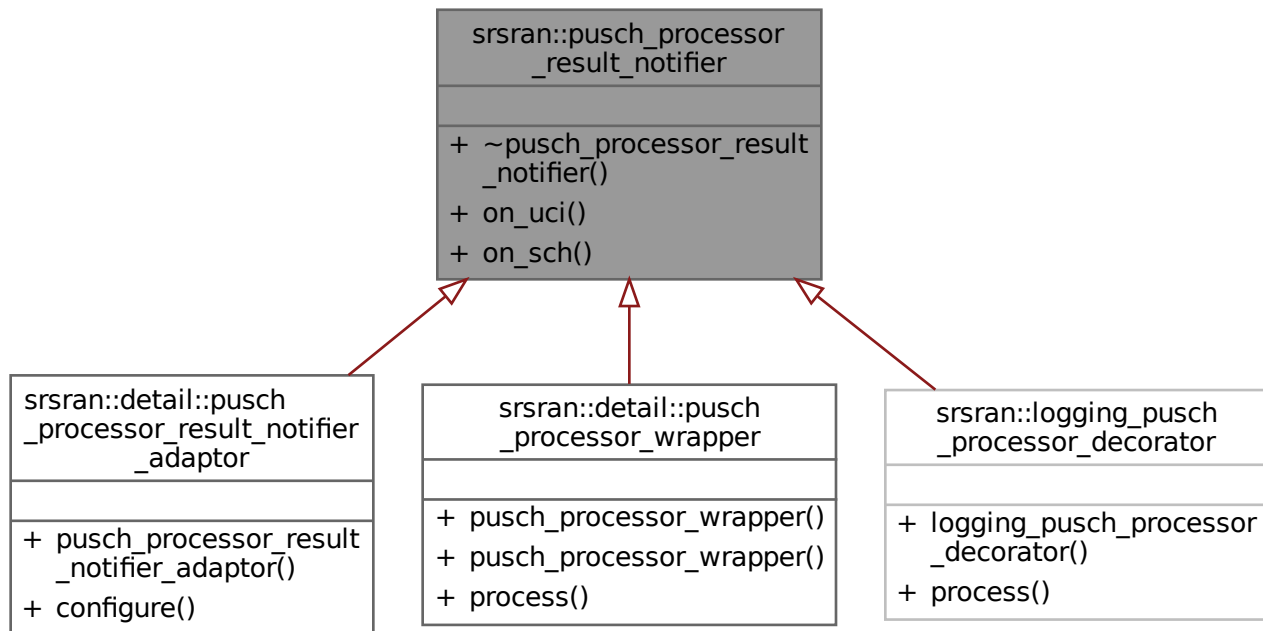 srsran::pusch_processor
_result_notifier
+ ~pusch_processor_result
_notifier()
+ on_uci()
+ on_sch()
srsran::detail::pusch
_processor_result_notifier
_adaptor
+ pusch_processor_result
_notifier_adaptor()
+ configure()
srsran::detail::pusch
_processor_wrapper
+ pusch_processor_wrapper()
+ pusch_processor_wrapper()
+ process()
srsran::logging_pusch
_processor_decorator
+ logging_pusch_processor
_decorator()
+ process()